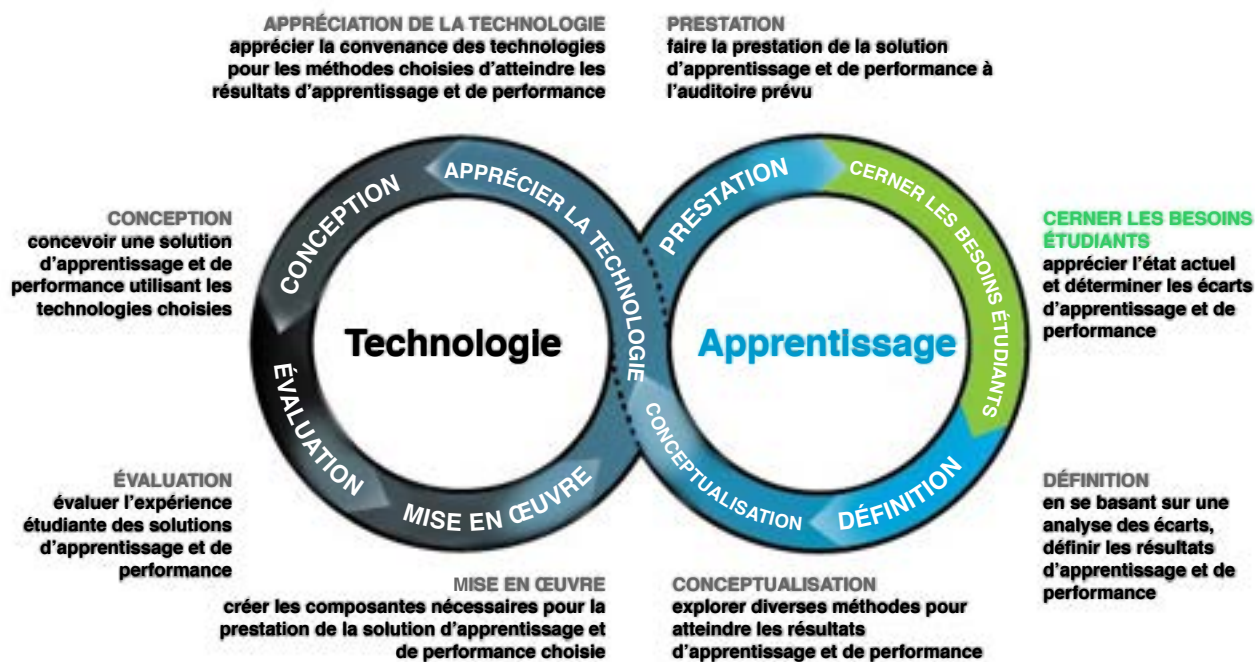 APPRÉCIATION DE LA TECHNOLOGIE
apprécier la convenance des technologies
pour les méthodes choisies d'atteindre les
résultats d'apprentissage et de performance
PRESTATION
faire la prestation de la solution
d'apprentissage et de performance à
l'auditoire prévu
CONCEPTION
concevoir une solution
d'apprentissage et de
performance utilisant les
technologies choisies
CONCEPTION
APPRÉCIER LA TECHNOLOGIE
PRESTATION
CERNER LES BESOINS ÉTUDIANTS
CERNER LES BESOINS
ÉTUDIANTS
apprécier l'état actuel
et déterminer les écarts
d'apprentissage et de
performance
Technologie
Apprentissage
ÉVALUATION
MISE EN ŒUVRE
CONCEPTUALISATION
DÉFINITION
ÉVALUATION
évaluer l'expérience
étudiante des solutions
d'apprentissage et de
performance
DÉFINITION
en se basant sur une
analyse des écarts,
définir les résultats
d'apprentissage et de
performance
MISE EN ŒUVRE
créer les composantes nécessaires pour la
prestation de la solution d'apprentissage et
de performance choisie
CONCEPTUALISATION
explorer diverses méthodes pour
atteindre les résultats
d'apprentissage et de performance